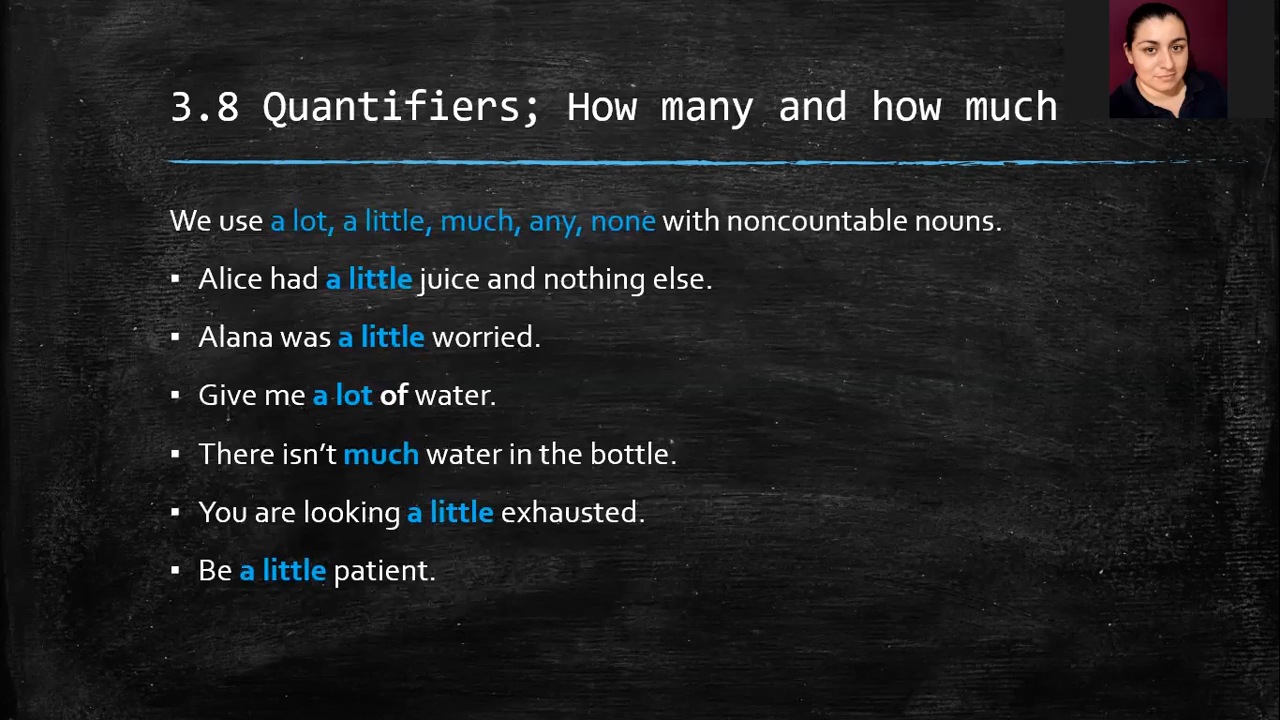 3.8 Quantifiers; How many and how much
We use a lot, a little, much, any, none with noncountable nouns.
▪ Alice had a little juice and nothing else.
▪ Alana was a little worried.
▪ Give me a lot of water.
▪ There isn’t much water in the bottle.
▪ You are looking a little exhausted.
▪ Be a little patient.